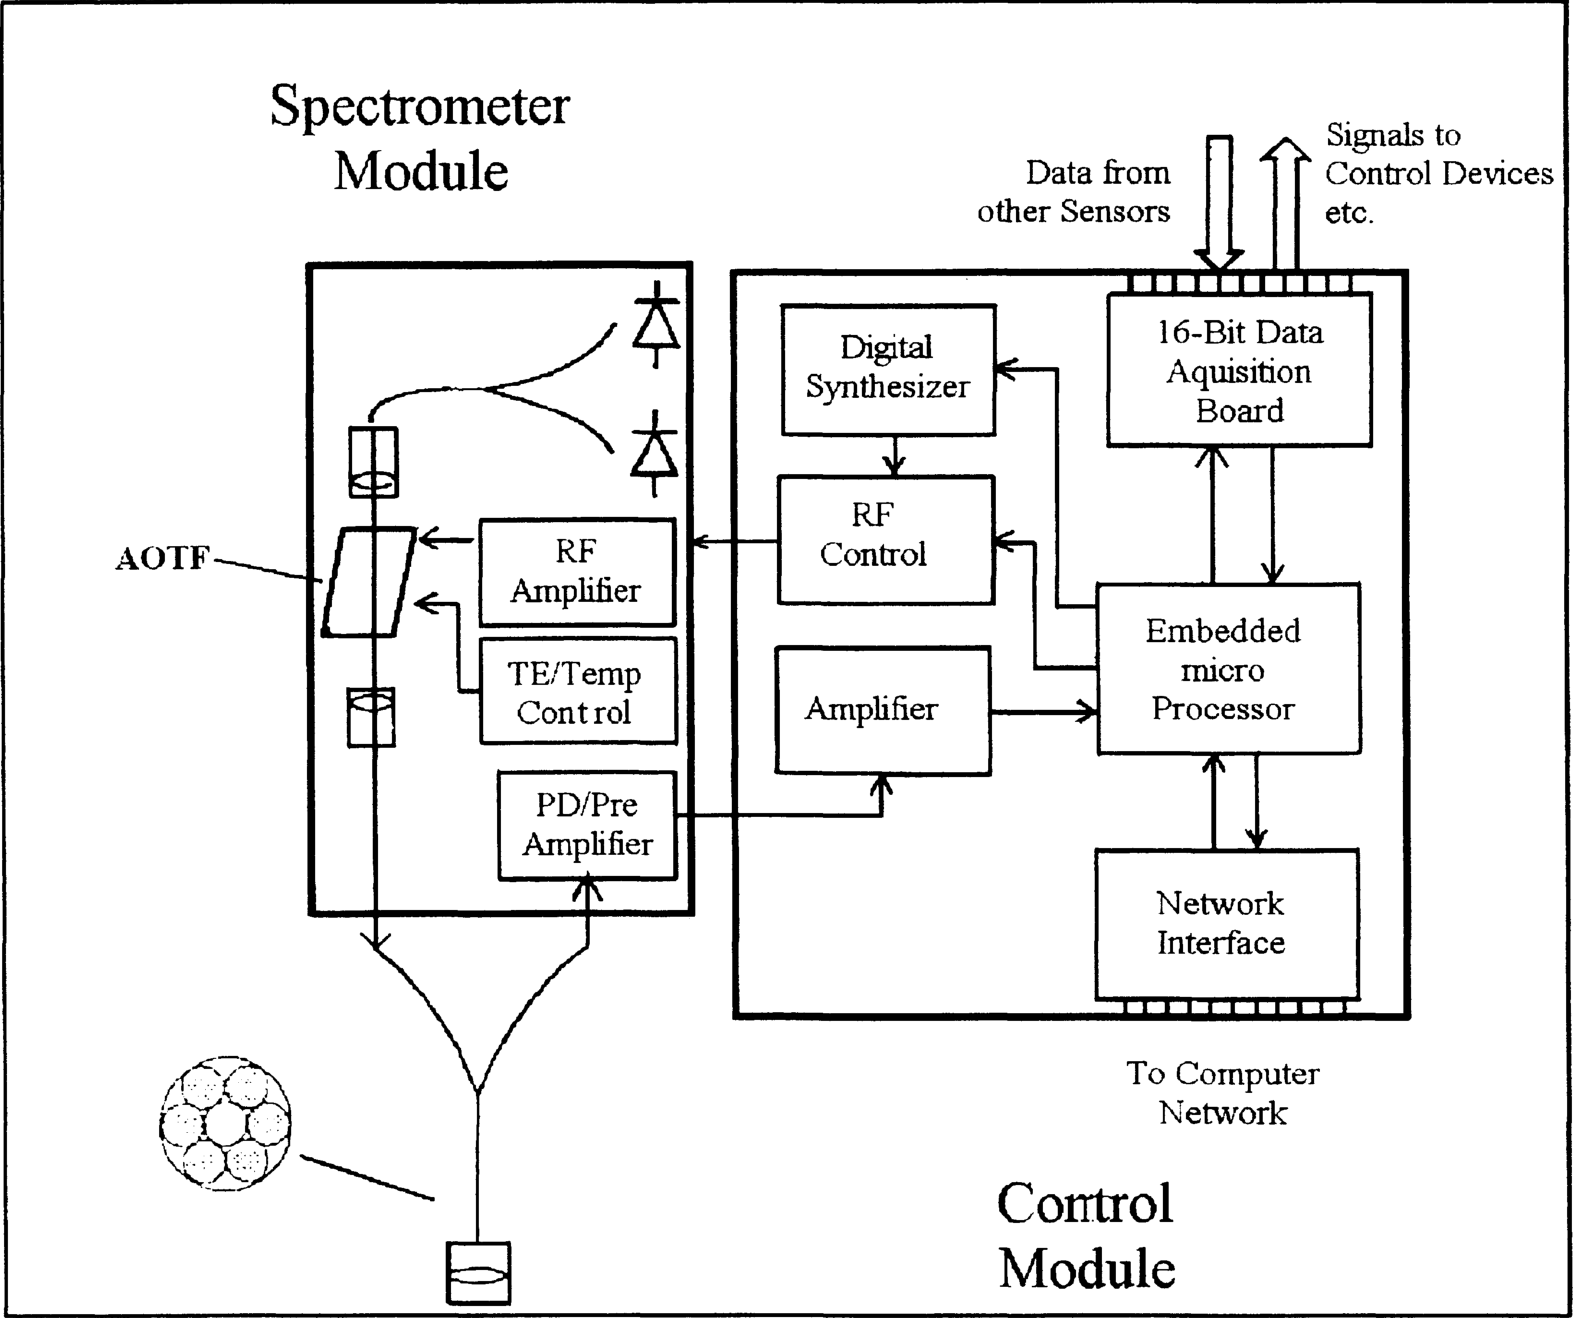 Spectrometer
Module
Data from
other Sensors
Signals to
Control Devices
etc.
Digital
Synthesizer
16-Bit Data
Aquisition
Board
AOTF
RF
Amplifier
RF
Control
TE/Temp
Control
Amplifier
Embedded
micro
Processor
PD/Pre
Amplifier
Network
Interface
To Computer
Network
Control
Module